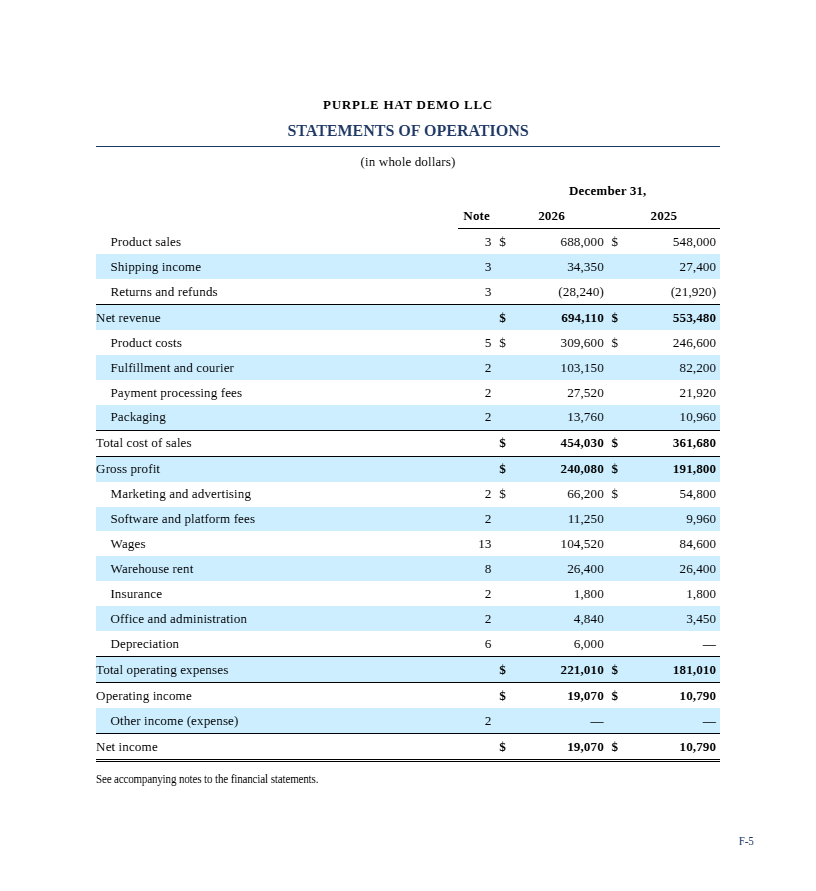 PURPLE HAT DEMO LLC
STATEMENTS OF OPERATIONS
(in whole dollars)
December 31,
Note 2026 2025
Product sales 3 $ 688,000 $ 548,000
Shipping income 3 34,350 27,400
Returns and refunds 3 (28,240) (21,920)
Net revenue $ 694,110 $ 553,480
Product costs 5 $ 309,600 $ 246,600
Fulfillment and courier 2 103,150 82,200
Payment processing fees 2 27,520 21,920
Packaging 2 13,760 10,960
Total cost of sales $ 454,030 $ 361,680
Gross profit $ 240,080 $ 191,800
Marketing and advertising 2 $ 66,200 $ 54,800
Software and platform fees 2 11,250 9,960
Wages 13 104,520 84,600
Warehouse rent 8 26,400 26,400
Insurance 2 1,800 1,800
Office and administration 2 4,840 3,450
Depreciation 6 6,000 —
Total operating expenses $ 221,010 $ 181,010
Operating income $ 19,070 $ 10,790
Other income (expense) 2 — —
Net income $ 19,070 $ 10,790
See accompanying notes to the financial statements.
F-5